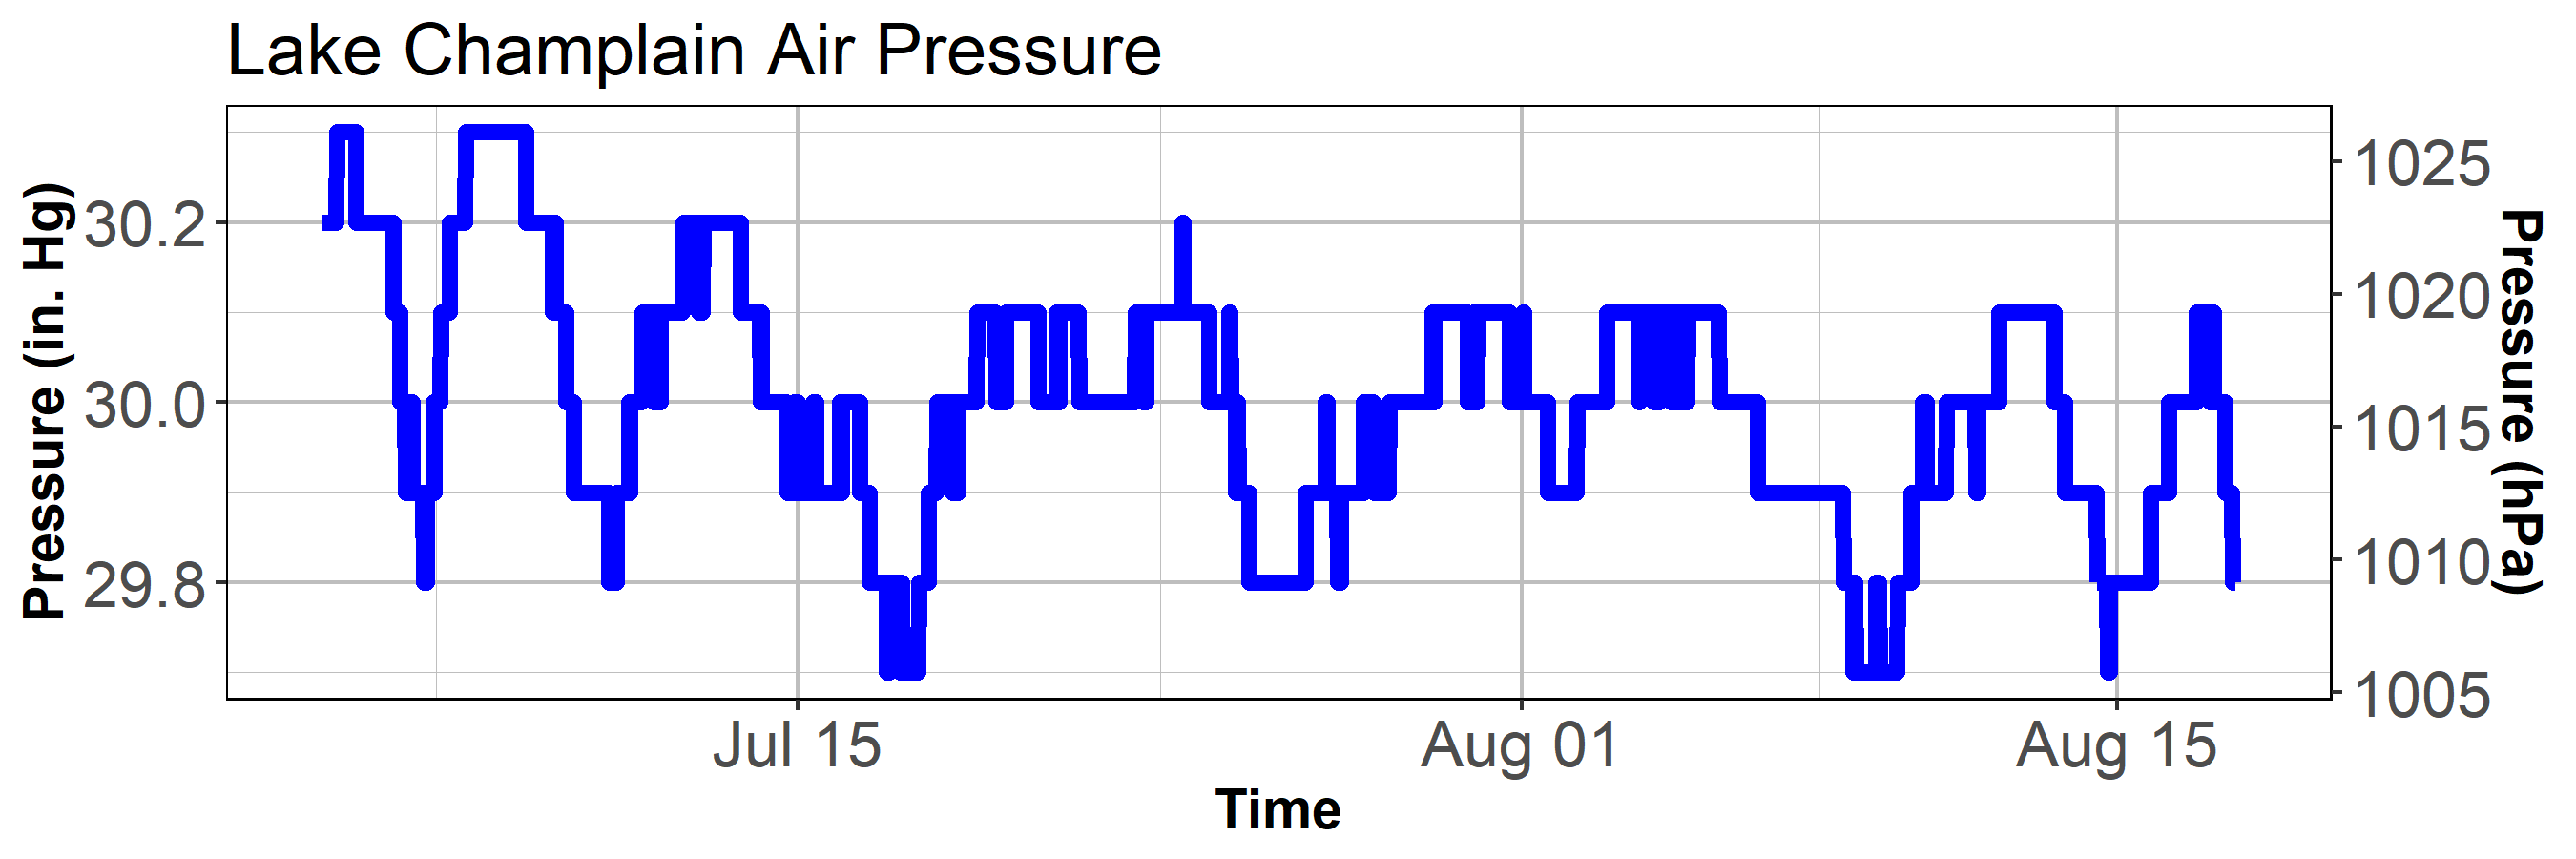 Lake Champlain Air Pressure
Pressure (in. Hg)
30.2
30.0
29.8
1025
1020
1015
1010
1005
Pressure (hPa)
Jul 15
Aug 01
Aug 15
Time